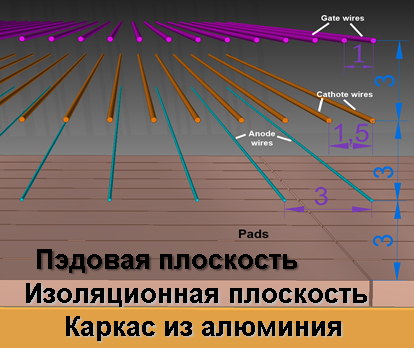 Gate wires
1
3
Cathote wires
Anode
wires
1,5
3
3
3
Pads
Пэдовая плоскость
Изоляционная плоскость
Каркас из алюминия